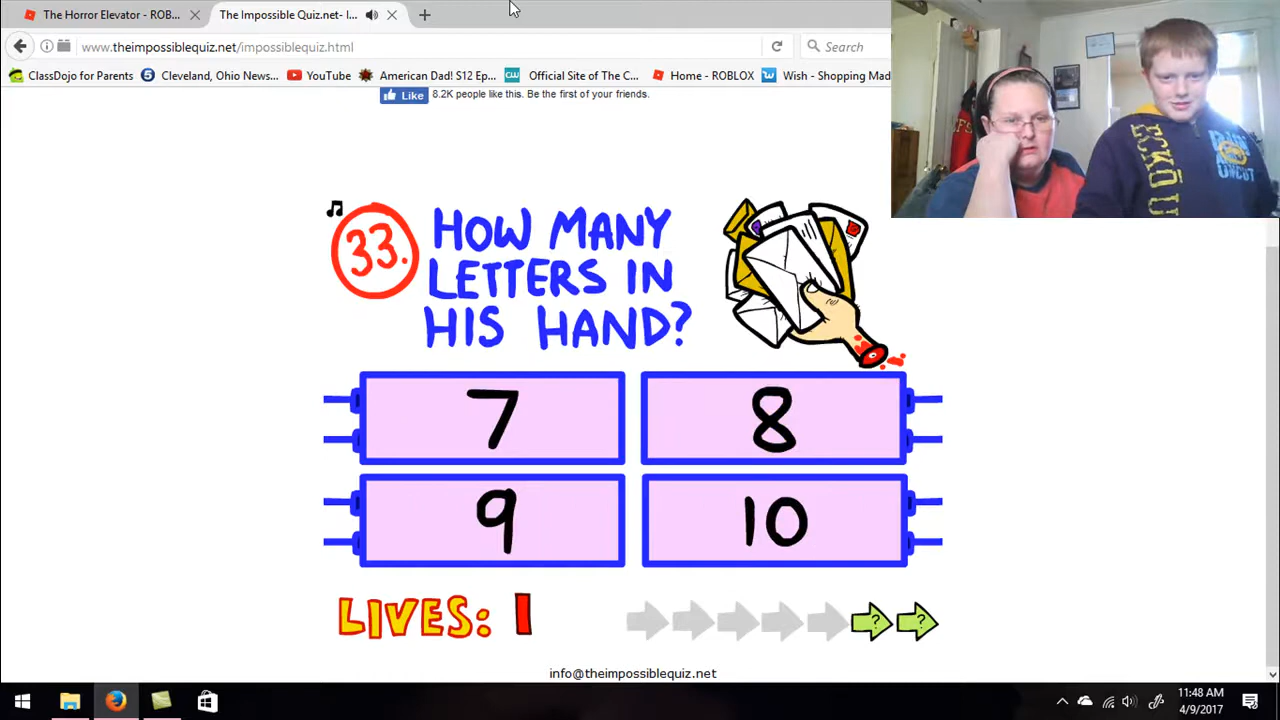 The Horror Elevator - ROB...
The Impossible Quiz.net- I...
www.theimpossiblequiz.net/impossiblequiz.html
Search
ClassDojo for Parents
Cleveland, Ohio News...
YouTube
American Dad! S12 Ep...
Official Site of The C...
Home - ROBLOX
Wish - Shopping Mad
Like
8.2K people like this. Be the first of your friends.
33.
HOW MANY
LETTERS IN
HIS HAND?
7
8
9
10
LIVES: 1
? ?
info@theimpossiblequiz.net
11:48 AM
4/9/2017
ECKO U
UNCUT